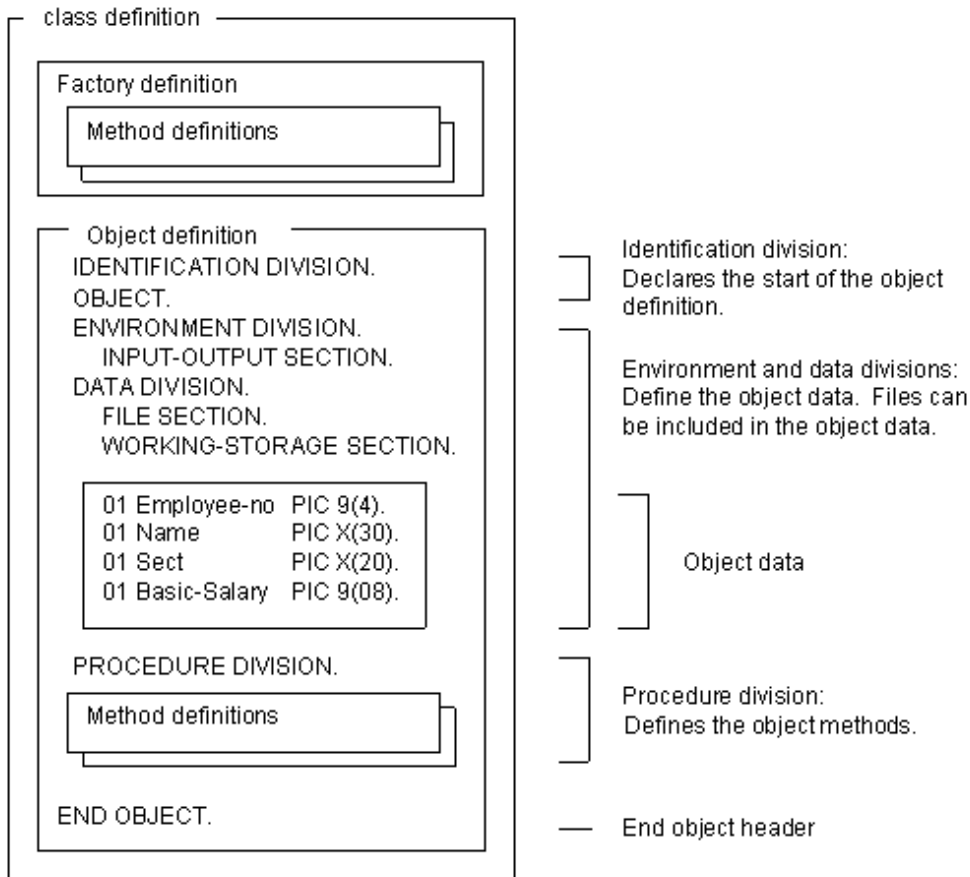 class definition
Factory definition
Method definitions
Object definition
IDENTIFICATION DIVISION.
OBJECT.
ENVIRONMENT DIVISION.
INPUT-OUTPUT SECTION.
DATA DIVISION.
FILE SECTION.
WORKING-STORAGE SECTION.
01 Employee-no PIC 9(4).
01 Name PIC X(30).
01 Sect PIC X(20).
01 Basic-Salary PIC 9(08).
PROCEDURE DIVISION.
Method definitions
END OBJECT.
Identification division:
Declares the start of the object
definition.
Environment and data divisions:
Define the object data. Files can
be included in the object data.
Object data
Procedure division:
Defines the object methods.
End object header